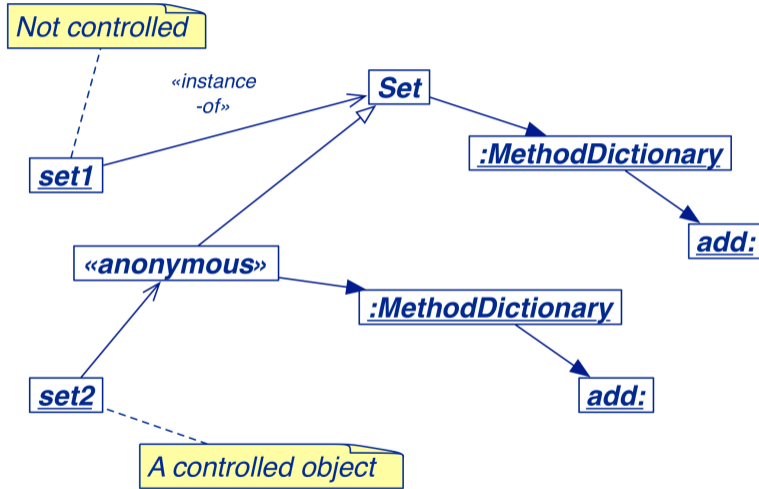 Not controlled
«instance
-of»
Set
:MethodDictionary
set1
add:
«anonymous»
:MethodDictionary
set2
add:
A controlled object